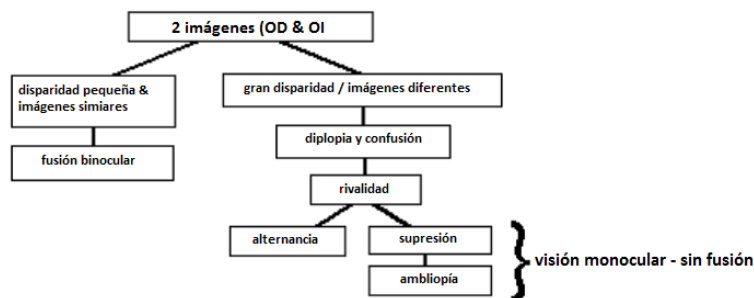 2 imágenes (OD & OI
disparidad pequeña &
imágenes simiares
gran disparidad / imágenes diferentes
diplopia y confusión
fusión binocular
rivalidad
alternancia
supresión
ambliopía
visión monocular - sin fusión